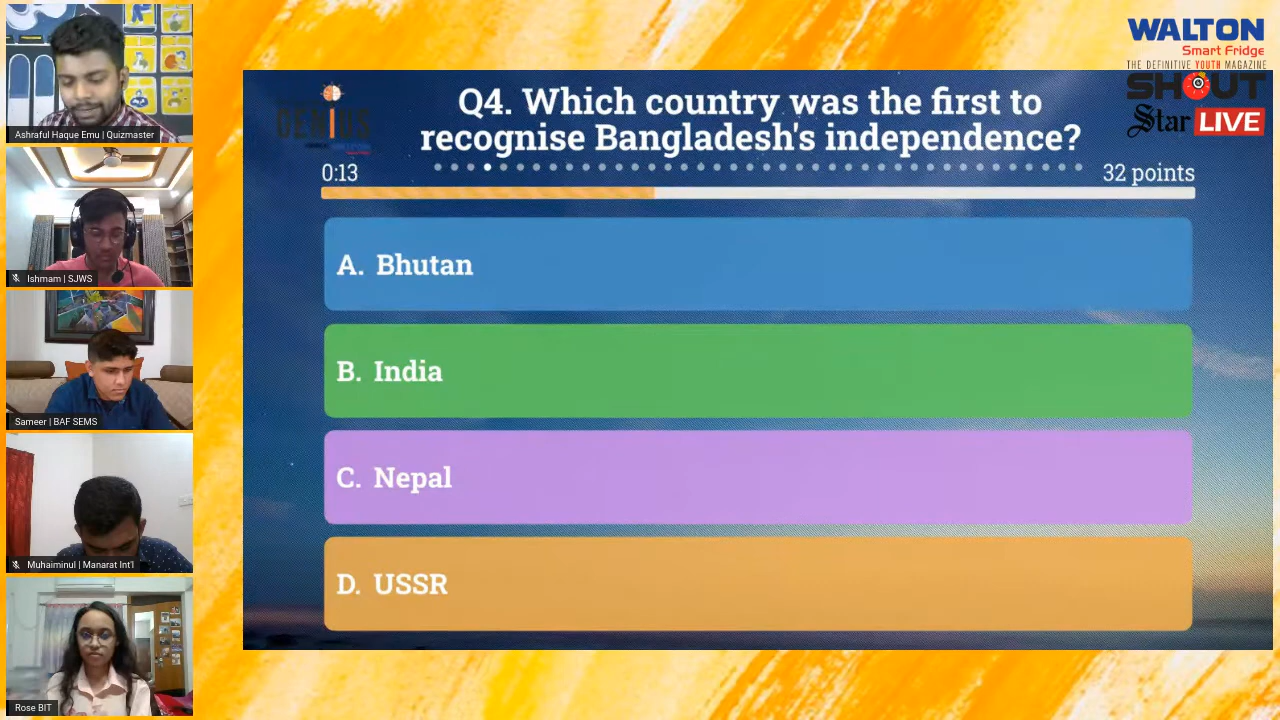 WALTON
Smart Fridge
THE DEFINITIVE YOUTH MAGAZINE
SHOUT
Star LIVE
DENIUS
Q4. Which country was the first to
recognise Bangladesh's independence?
0:13
32 points
A. Bhutan
B. India
C. Nepal
D. USSR
Ashraful Haque Emu | Quizmaster
Ishmam | SJWS
Sameer | BAF SEMS
Muhaiminul | Manarat Int'l
Rose BIT